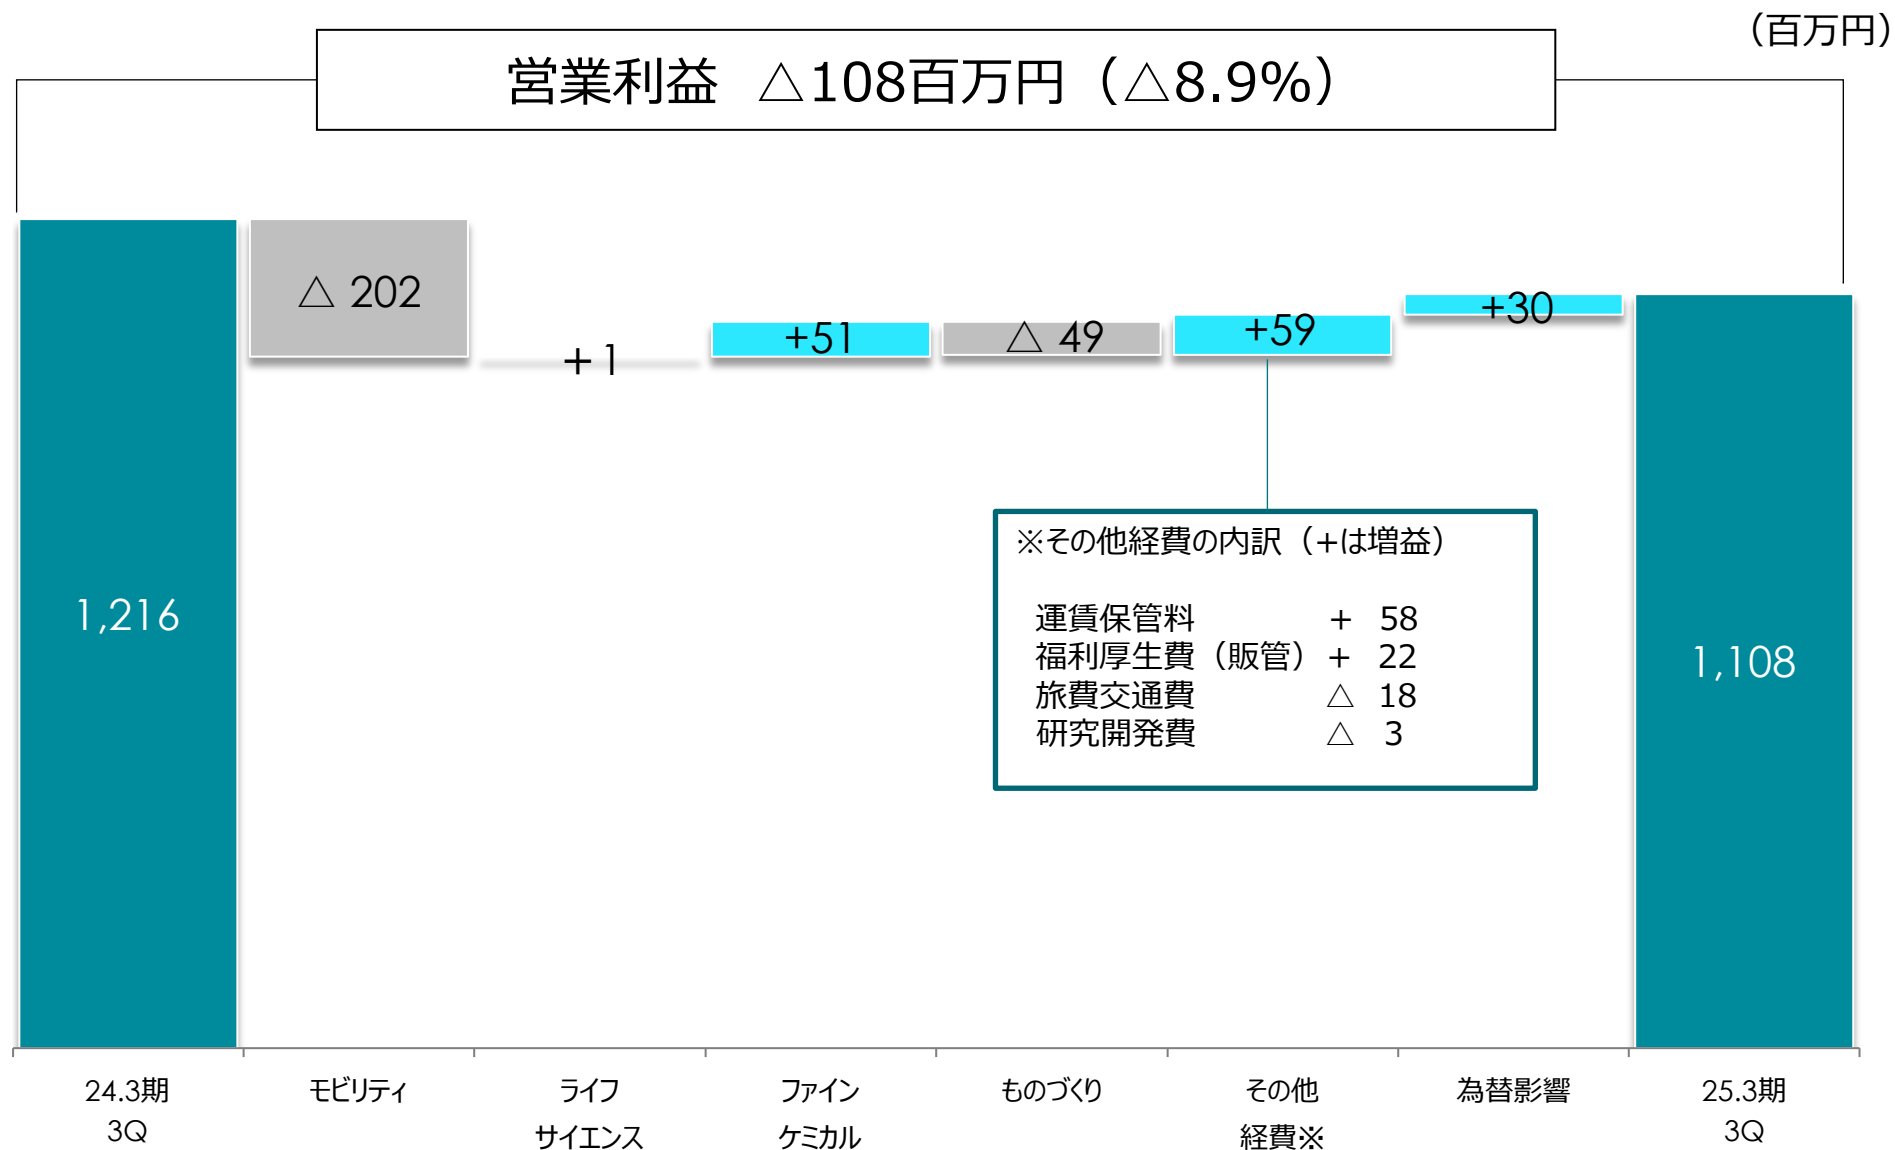 （百万円）
営業利益 △108百万円（△8.9%）
△ 202
+1
+51
△ 49
+59
+30
1,216
1,108
※その他経費の内訳（+は増益）
運賃保管料 + 58
福利厚生費（販管）+ 22
旅費交通費 △ 18
研究開発費 △ 3
24.3期
3Q
モビリティ
ライフ
サイエンス
ファイン
ケミカル
ものづくり
その他
経費※
為替影響
25.3期
3Q